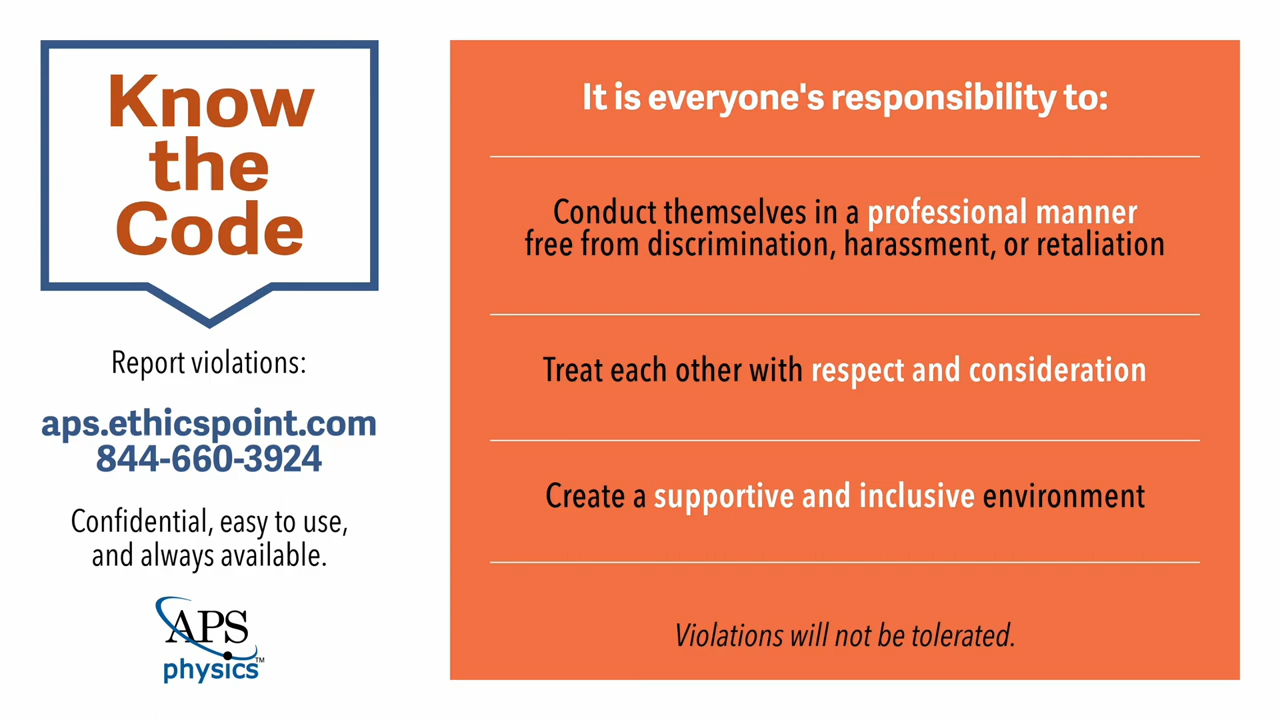 Know
the
Code
Report violations:
aps.ethicspoint.com
844-660-3924
Confidential, easy to use,
and always available.
APS
physics™
It is everyone's responsibility to:
Conduct themselves in a professional manner
free from discrimination, harassment, or retaliation
Treat each other with respect and consideration
Create a supportive and inclusive environment
Violations will not be tolerated.